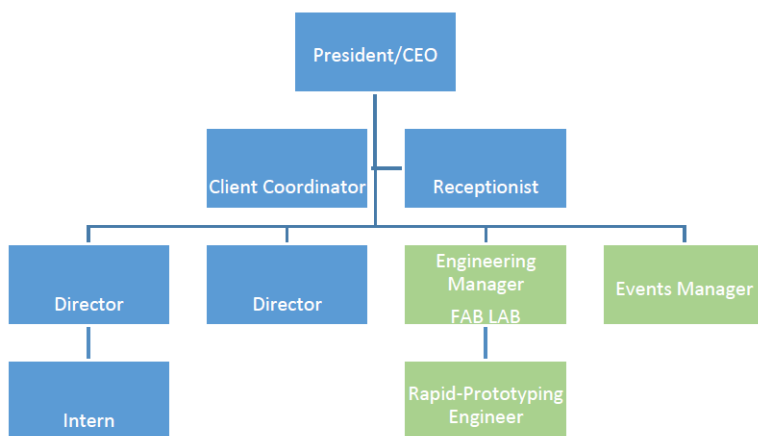 President/CEO
Client Coordinator
Receptionist
Director
Director
Engineering
Manager
FAB LAB
Events Manager
Intern
Rapid-Prototyping
Engineer